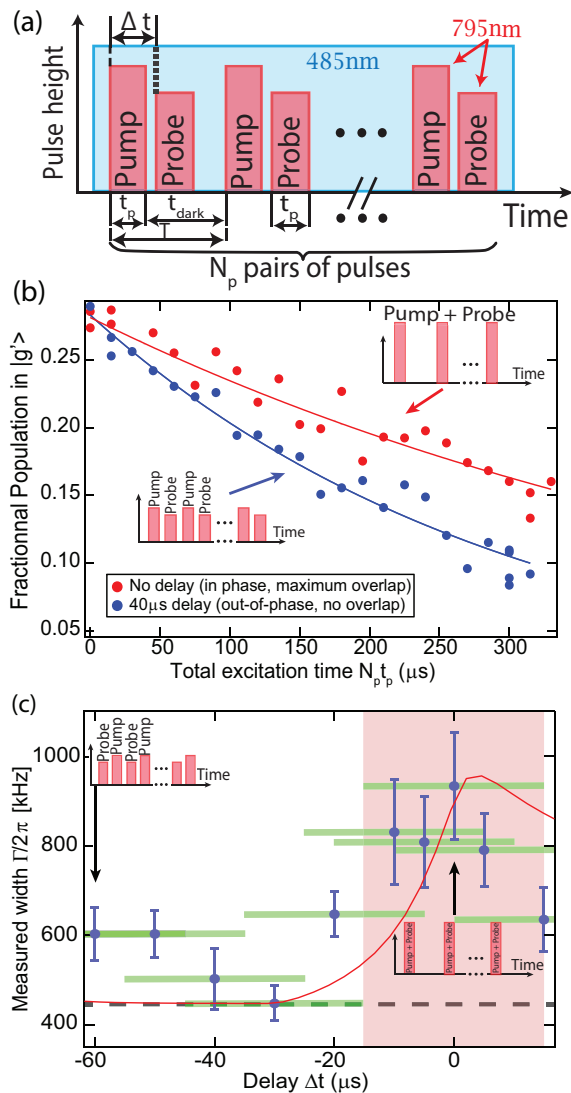 (a)
Δ t
795nm
485nm
Pulse height
Pump
Probe
Pump
Probe
Pump
Probe
t_p
t_dark
t_p
T
Time
N_p pairs of pulses
(b)
Fractionnal Population in |g'>
0.25
0.20
0.15
0.10
0.05
Pump + Probe
Time
Pump
Probe
Pump
Probe
Time
No delay (in phase, maximum overlap)
40μs delay (out-of-phase, no overlap)
0 50 100 150 200 250 300
Total excitation time N_pt_p (μs)
(c)
Measured width Γ/2π [kHz]
1000
800
600
400
Probe
Pump
Probe
Pump
Time
Pump + Probe
Pump + Probe
Pump + Probe
Time
-60 -40 -20 0
Delay Δt (μs)